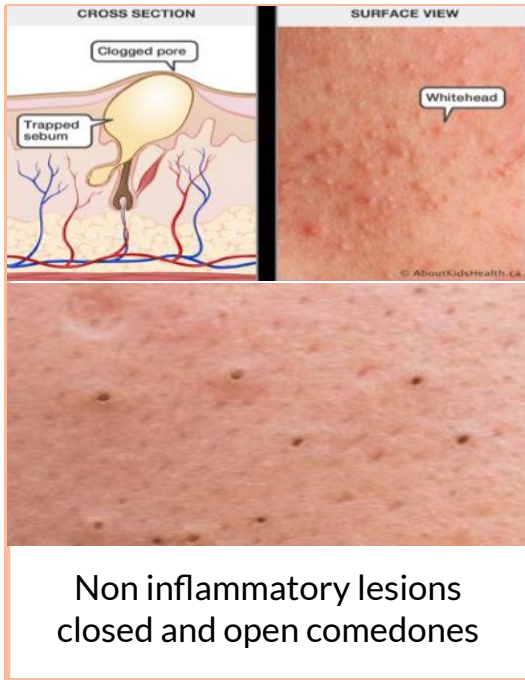 CROSS SECTION
SURFACE VIEW
Clogged pore
Trapped
sebum
Whitehead
© AboutKidsHealth.ca
Non inflammatory lesions
closed and open comedones